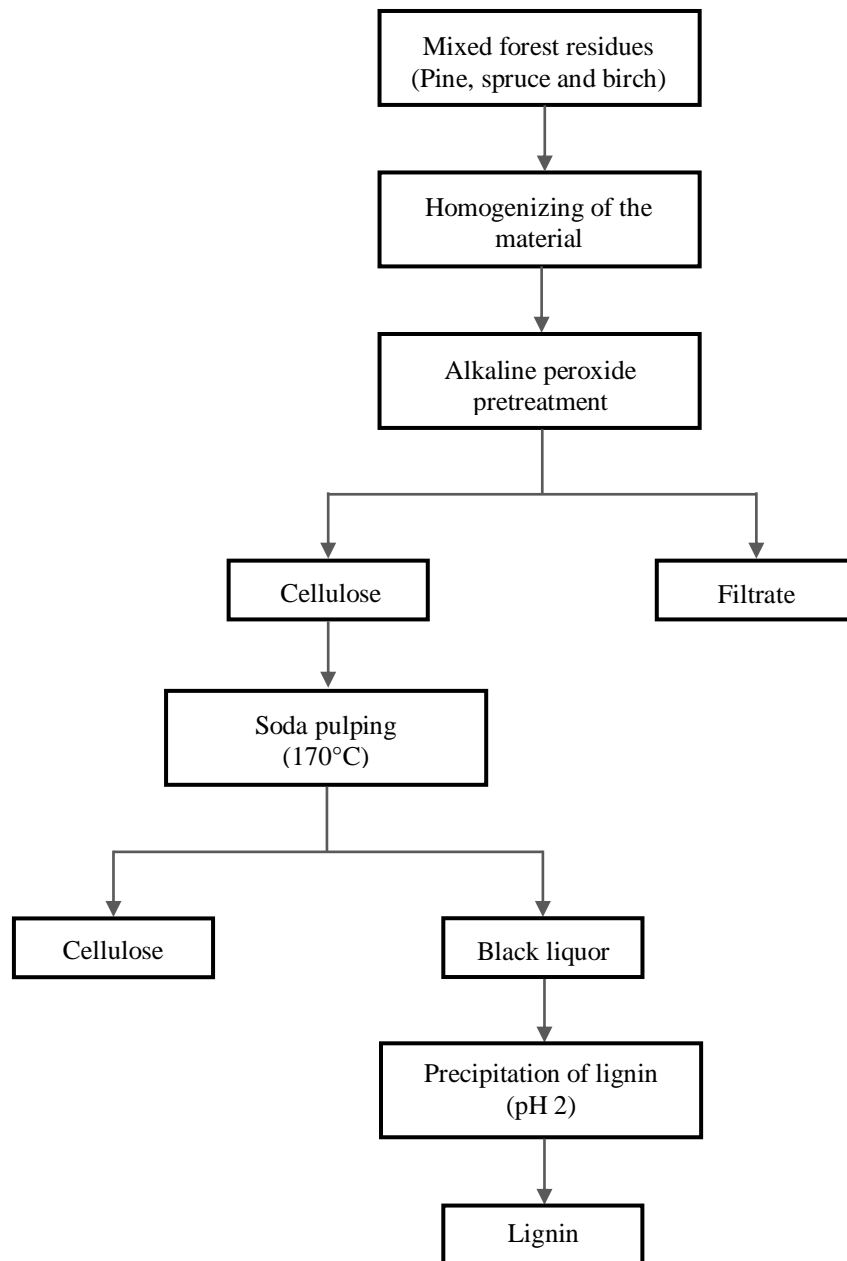 Mixed forest residues
(Pine, spruce and birch)
Homogenizing of the
material
Alkaline peroxide
pretreatment
Cellulose
Filtrate
Soda pulping
(170°C)
Cellulose
Black liquor
Precipitation of lignin
(pH 2)
Lignin